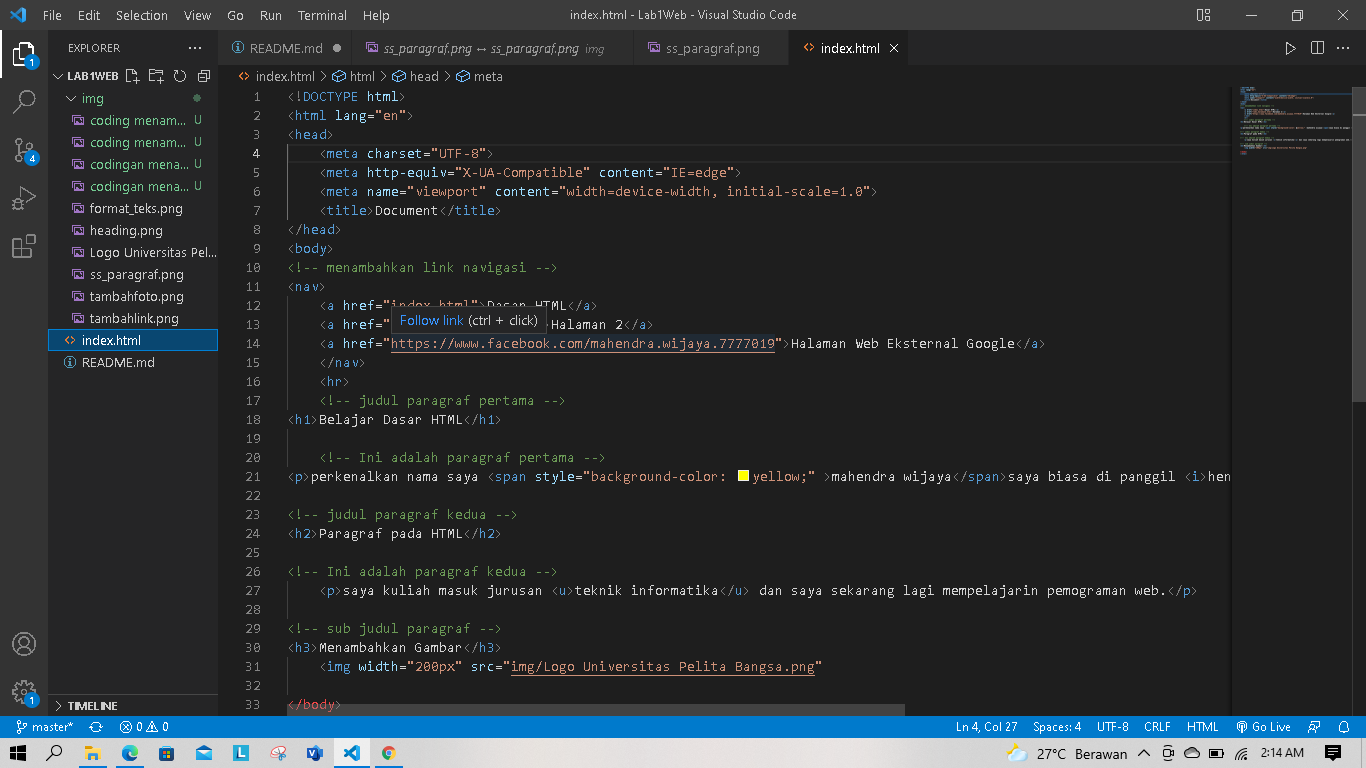 File Edit Selection View Go Run Terminal Help index.html - Lab1Web - Visual Studio Code
EXPLORER ···
README.md ● ss_paragraf.png ↔ ss_paragraf.png img ss_paragraf.png index.html
LAB1WEB
index.html > html > head > meta
img
coding menam... U
coding menam... U
codingan mena... U
codingan mena... U
format_teks.png
heading.png
Logo Universitas Pel...
ss_paragraf.png
tambahfoto.png
tambahlink.png
index.html
README.md
TIMELINE
1 <!DOCTYPE html>
2 <html lang="en">
3 <head>
4 <meta charset="UTF-8">
5 <meta http-equiv="X-UA-Compatible" content="IE=edge">
6 <meta name="viewport" content="width=device-width, initial-scale=1.0">
7 <title>Document</title>
8 </head>
9 <body>
10 <!-- menambahkan link navigasi -->
11 <nav>
12 <a href="index.html">Dasar HTML</a>
13 <a href=" >Halaman 2</a>
Follow link (ctrl + click)
14 <a href="https://www.facebook.com/mahendra.wijaya.7777019">Halaman Web Eksternal Google</a>
15 </nav>
16 <hr>
17 <!-- judul paragraf pertama -->
18 <h1>Belajar Dasar HTML</h1>
19
20 <!-- Ini adalah paragraf pertama -->
21 <p>perkenalkan nama saya <span style="background-color: yellow;" >mahendra wijaya</span>saya biasa di panggil <i>hen
22
23 <!-- judul paragraf kedua -->
24 <h2>Paragraf pada HTML</h2>
25
26 <!-- Ini adalah paragraf kedua -->
27 <p>saya kuliah masuk jurusan <u>teknik informatika</u> dan saya sekarang lagi mempelajarin pemograman web.</p>
28
29 <!-- sub judul paragraf -->
30 <h3>Menambahkan Gambar</h3>
31 <img width="200px" src="img/Logo Universitas Pelita Bangsa.png"
32
33 </body>
1
4
1
master* 0 0 Ln 4, Col 27 Spaces: 4 UTF-8 CRLF HTML Go Live
27°C Berawan 2:14 AM